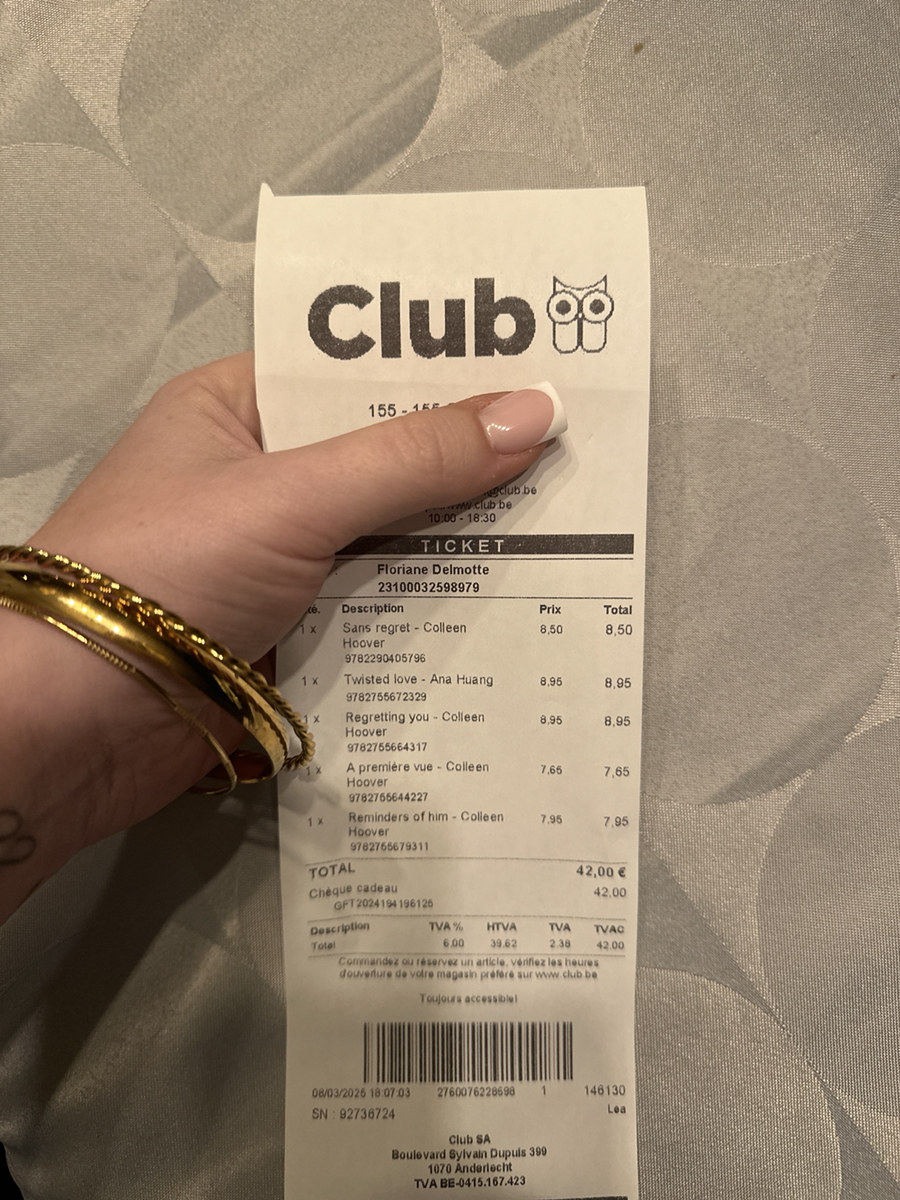 Club
155 - 155
@club.be
www.club.be
10:00 - 18:30
TICKET
Floriane Delmotte
23100032598979
té. Description Prix Total
1 x Sans regret - Colleen 8,50 8,50
Hoover
9782290405796
1 x Twisted love - Ana Huang 8,95 8,95
9782755672329
1 x Regretting you - Colleen 8,95 8,95
Hoover
9782755664317
1 x A première vue - Colleen 7,65 7,65
Hoover
9782755644227
1 x Reminders of him - Colleen 7,95 7,95
Hoover
9782755679311
TOTAL 42,00 €
Chèque cadeau 42,00
GFT2024194196125
Description TVA % HTVA TVA TVAC
Total 6.00 39.62 2.38 42.00
Commandez ou réservez un article, vérifiez les heures
d'ouverture de votre magasin préféré sur www.club.be
Toujours accessible!
08/03/2025 18:07:03 2760076228698 1 146130
SN : 92736724 Lea
Club SA
Boulevard Sylvain Dupuis 399
1070 Anderlecht
TVA BE-0415.167.423